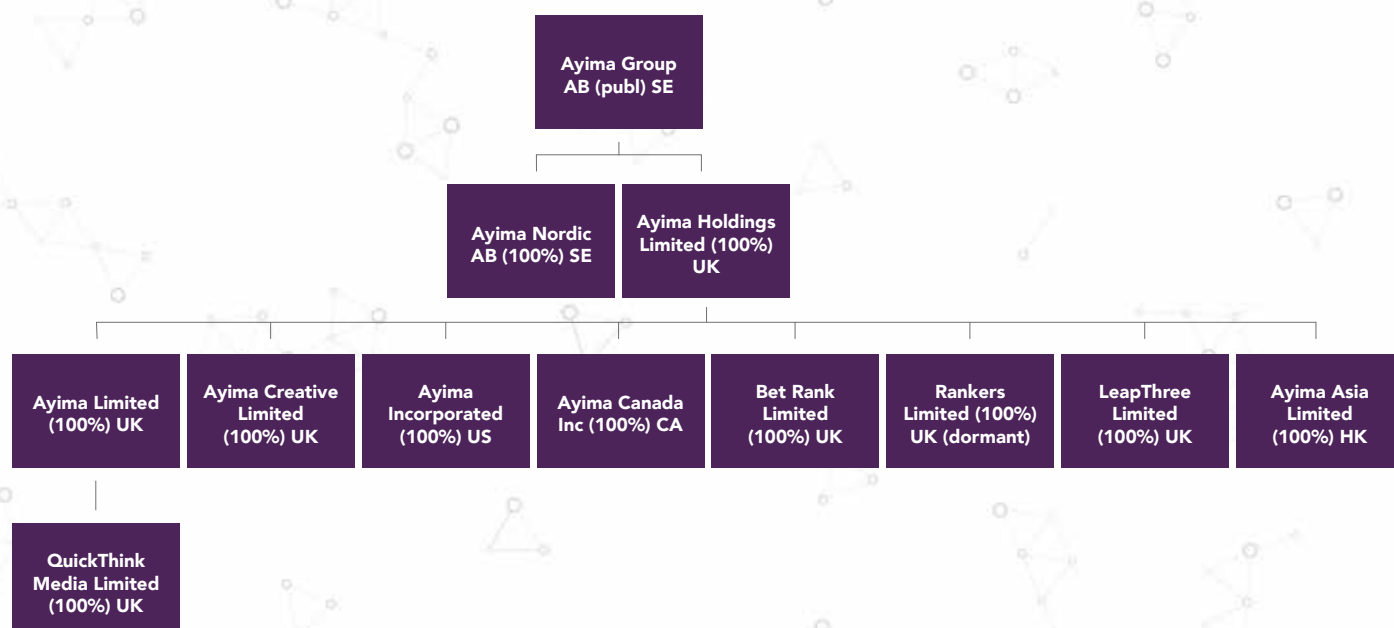 Ayima Group
AB (publ) SE
Ayima Nordic
AB (100%) SE
Ayima Holdings
Limited (100%)
UK
Ayima Limited
(100%) UK
Ayima Creative
Limited
(100%) UK
Ayima
Incorporated
(100%) US
Ayima Canada
Inc (100%) CA
Bet Rank
Limited
(100%) UK
Rankers
Limited (100%)
UK (dormant)
LeapThree
Limited
(100%) UK
Ayima Asia
Limited
(100%) HK
QuickThink
Media Limited
(100%) UK